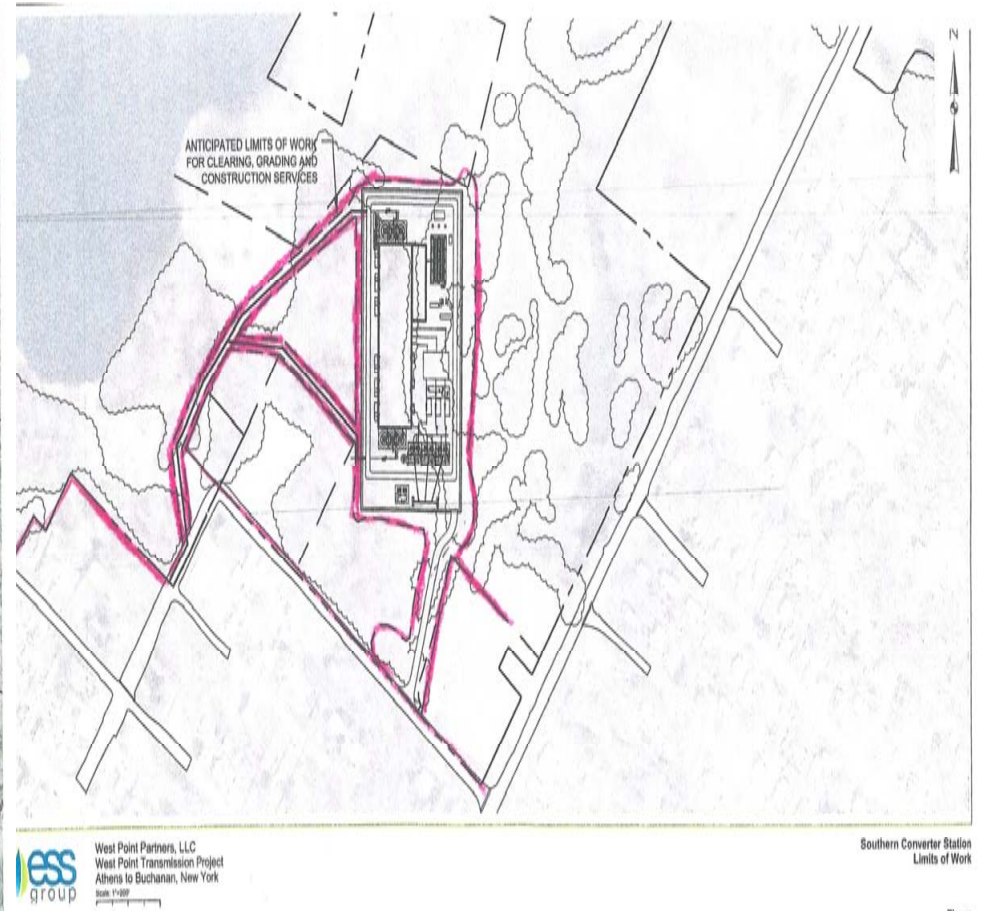 N
ANTICIPATED LIMITS OF WORK
FOR CLEARING, GRADING AND
CONSTRUCTION SERVICES
ess
group
West Point Partners, LLC
West Point Transmission Project
Athens to Buchanan, New York
Southern Converter Station
Limits of Work